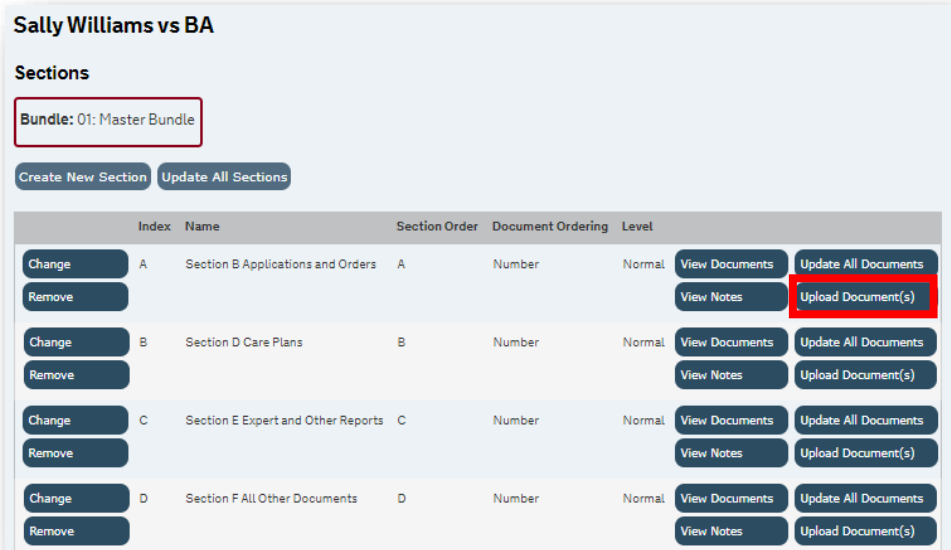 Sally Williams vs BA
Sections
Bundle: 01: Master Bundle
Create New Section Update All Sections
Index Name Section Order Document Ordering Level
Change A Section B Applications and Orders A Number Normal View Documents Update All Documents
Remove View Notes Upload Document(s)
Change B Section D Care Plans B Number Normal View Documents Update All Documents
Remove View Notes Upload Document(s)
Change C Section E Expert and Other Reports C Number Normal View Documents Update All Documents
Remove View Notes Upload Document(s)
Change D Section F All Other Documents D Number Normal View Documents Update All Documents
Remove View Notes Upload Document(s)